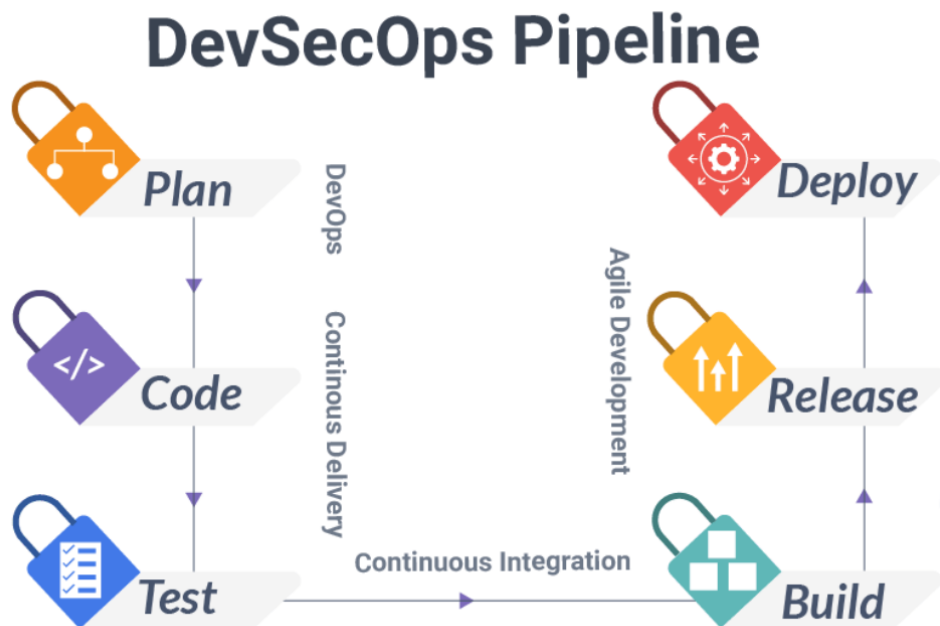 DevSecOps Pipeline
Plan
DevOps
Deploy
Code
Continous Delivery
Agile Development
Release
</>
Test
Continuous Integration
Build